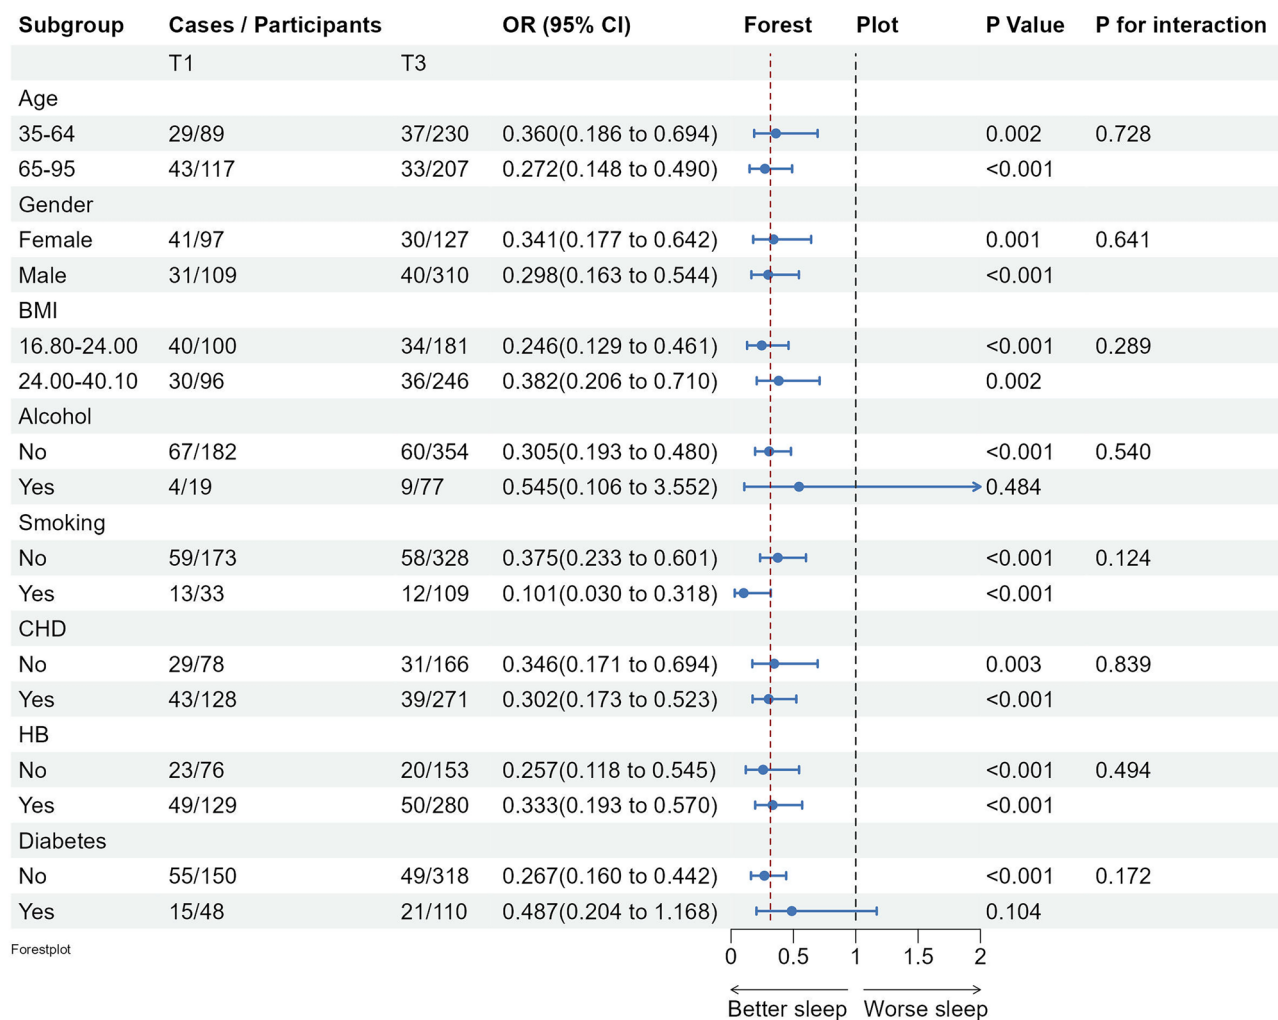 Subgroup Cases / Participants OR (95% CI) Forest Plot P Value P for interaction
T1 T3
Age
35-64 29/89 37/230 0.360(0.186 to 0.694) 0.002 0.728
65-95 43/117 33/207 0.272(0.148 to 0.490) <0.001
Gender
Female 41/97 30/127 0.341(0.177 to 0.642) 0.001 0.641
Male 31/109 40/310 0.298(0.163 to 0.544) <0.001
BMI
16.80-24.00 40/100 34/181 0.246(0.129 to 0.461) <0.001 0.289
24.00-40.10 30/96 36/246 0.382(0.206 to 0.710) 0.002
Alcohol
No 67/182 60/354 0.305(0.193 to 0.480) <0.001 0.540
Yes 4/19 9/77 0.545(0.106 to 3.552) 0.484
Smoking
No 59/173 58/328 0.375(0.233 to 0.601) <0.001 0.124
Yes 13/33 12/109 0.101(0.030 to 0.318) <0.001
CHD
No 29/78 31/166 0.346(0.171 to 0.694) 0.003 0.839
Yes 43/128 39/271 0.302(0.173 to 0.523) <0.001
HB
No 23/76 20/153 0.257(0.118 to 0.545) <0.001 0.494
Yes 49/129 50/280 0.333(0.193 to 0.570) <0.001
Diabetes
No 55/150 49/318 0.267(0.160 to 0.442) <0.001 0.172
Yes 15/48 21/110 0.487(0.204 to 1.168) 0.104
Forestplot
0 0.5 1 1.5 2
Better sleep Worse sleep